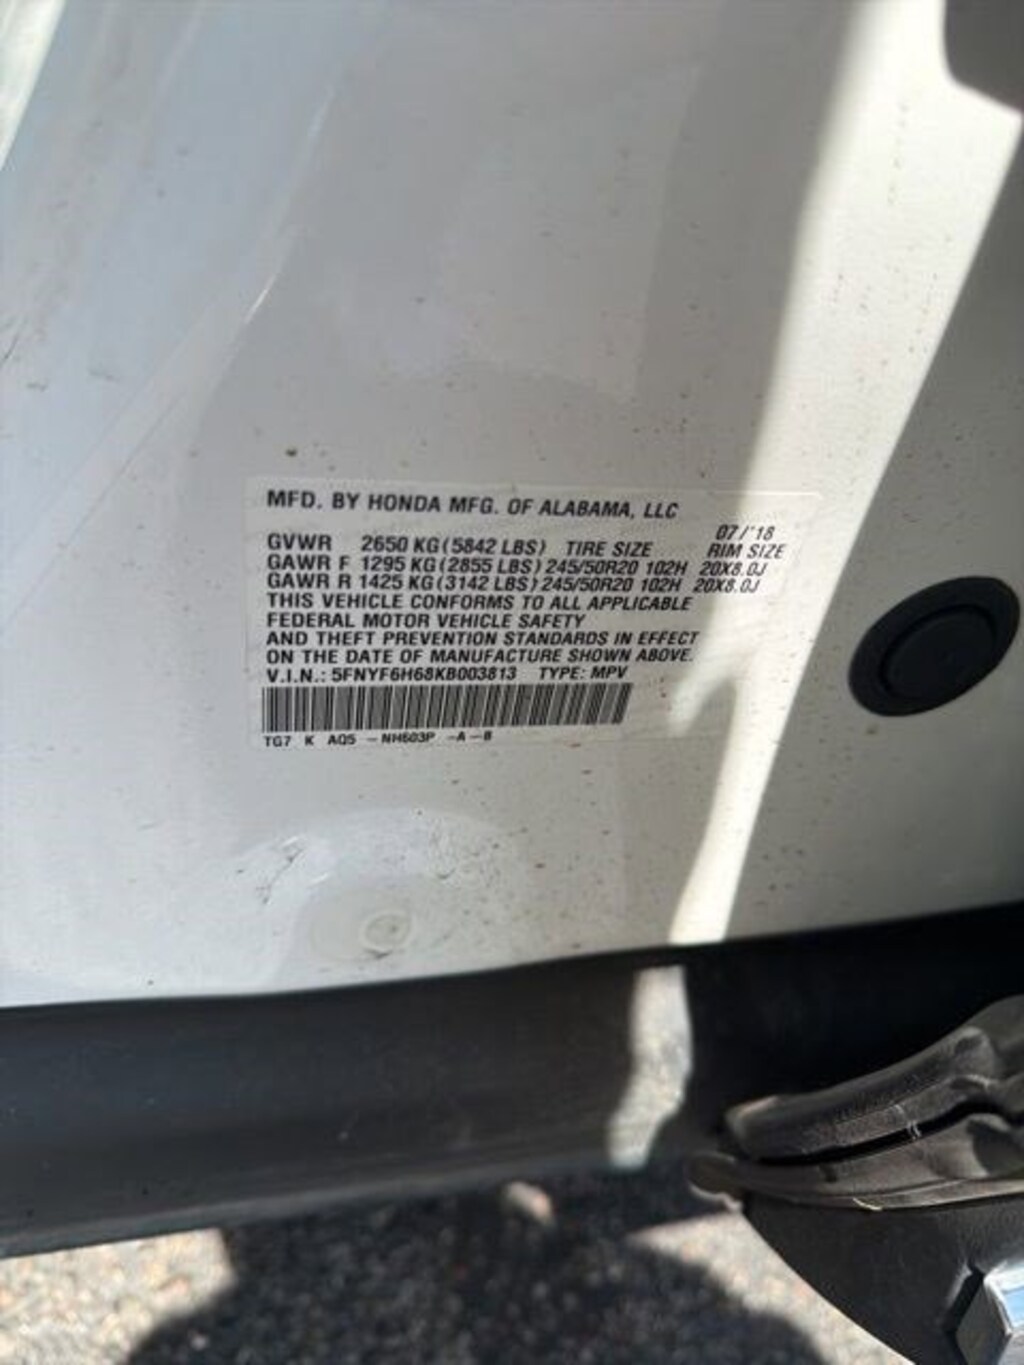 MFD. BY HONDA MFG. OF ALABAMA, LLC
07/'18
GVWR 2650 KG (5842 LBS) TIRE SIZE RIM SIZE
GAWR F 1295 KG (2855 LBS) 245/50R20 102H 20X8.0J
GAWR R 1425 KG (3142 LBS) 245/50R20 102H 20X8.0J
THIS VEHICLE CONFORMS TO ALL APPLICABLE
FEDERAL MOTOR VEHICLE SAFETY
AND THEFT PREVENTION STANDARDS IN EFFECT
ON THE DATE OF MANUFACTURE SHOWN ABOVE.
V.I.N.: 5FNYF6H68KB003813 TYPE: MPV
TG7 K AQ5 -NH603P -A-B